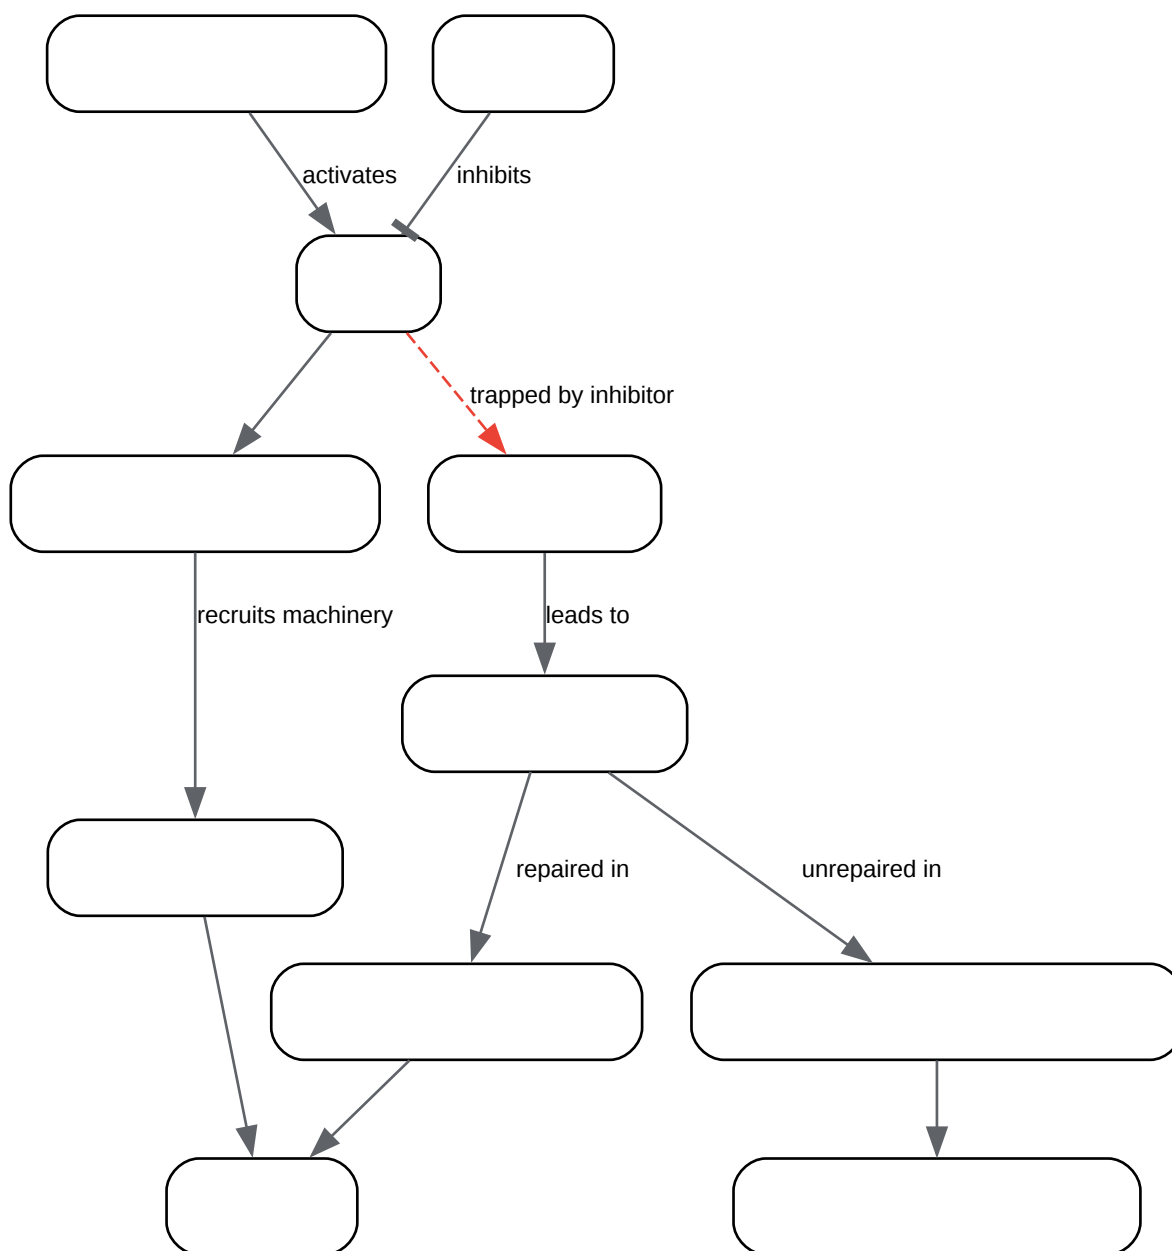 activates
inhibits
trapped by inhibitor
recruits machinery
leads to
repaired in
unrepaired in